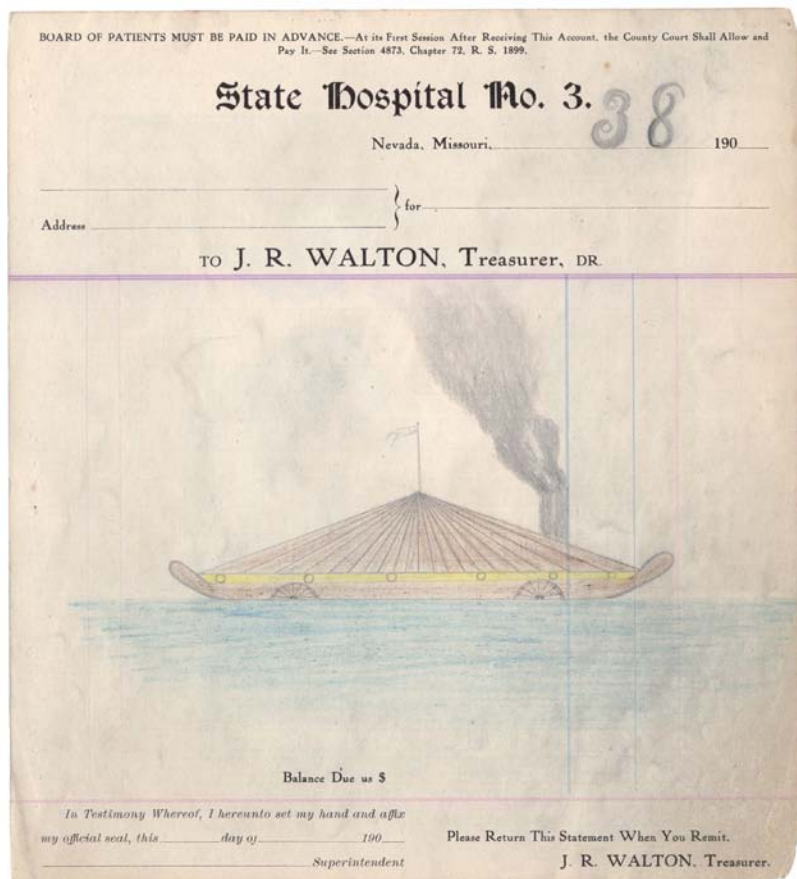 BOARD OF PATIENTS MUST BE PAID IN ADVANCE.—At its First Session After Receiving This Account, the County Court Shall Allow and
Pay It.—See Section 4873, Chapter 72, R. S. 1899.
State Hospital No. 3.
38
Nevada, Missouri, 190
for
Address
TO J. R. WALTON, Treasurer, DR.
Balance Due us $
In Testimony Whereof, I hereunto set my hand and affix
my official seal, this day of 190
Superintendent
Please Return This Statement When You Remit.
J. R. WALTON, Treasurer.